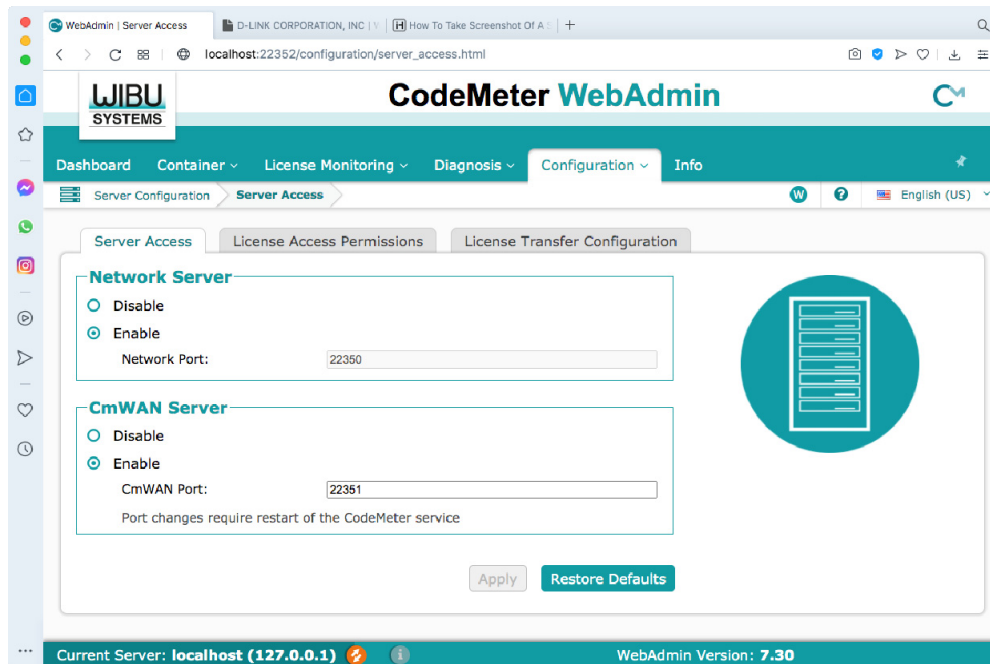 WebAdmin | Server Access
D-LINK CORPORATION, INC | V
H How To Take Screenshot Of A S
localhost:22352/configuration/server_access.html
WIBU
SYSTEMS
CodeMeter WebAdmin
Dashboard Container License Monitoring Diagnosis Configuration Info
Server Configuration Server Access W ? English (US)
Server Access License Access Permissions License Transfer Configuration
Network Server
Disable
Enable
Network Port: 22350
CmWAN Server
Disable
Enable
CmWAN Port: 22351
Port changes require restart of the CodeMeter service
Apply Restore Defaults
Current Server: localhost (127.0.0.1) i WebAdmin Version: 7.30